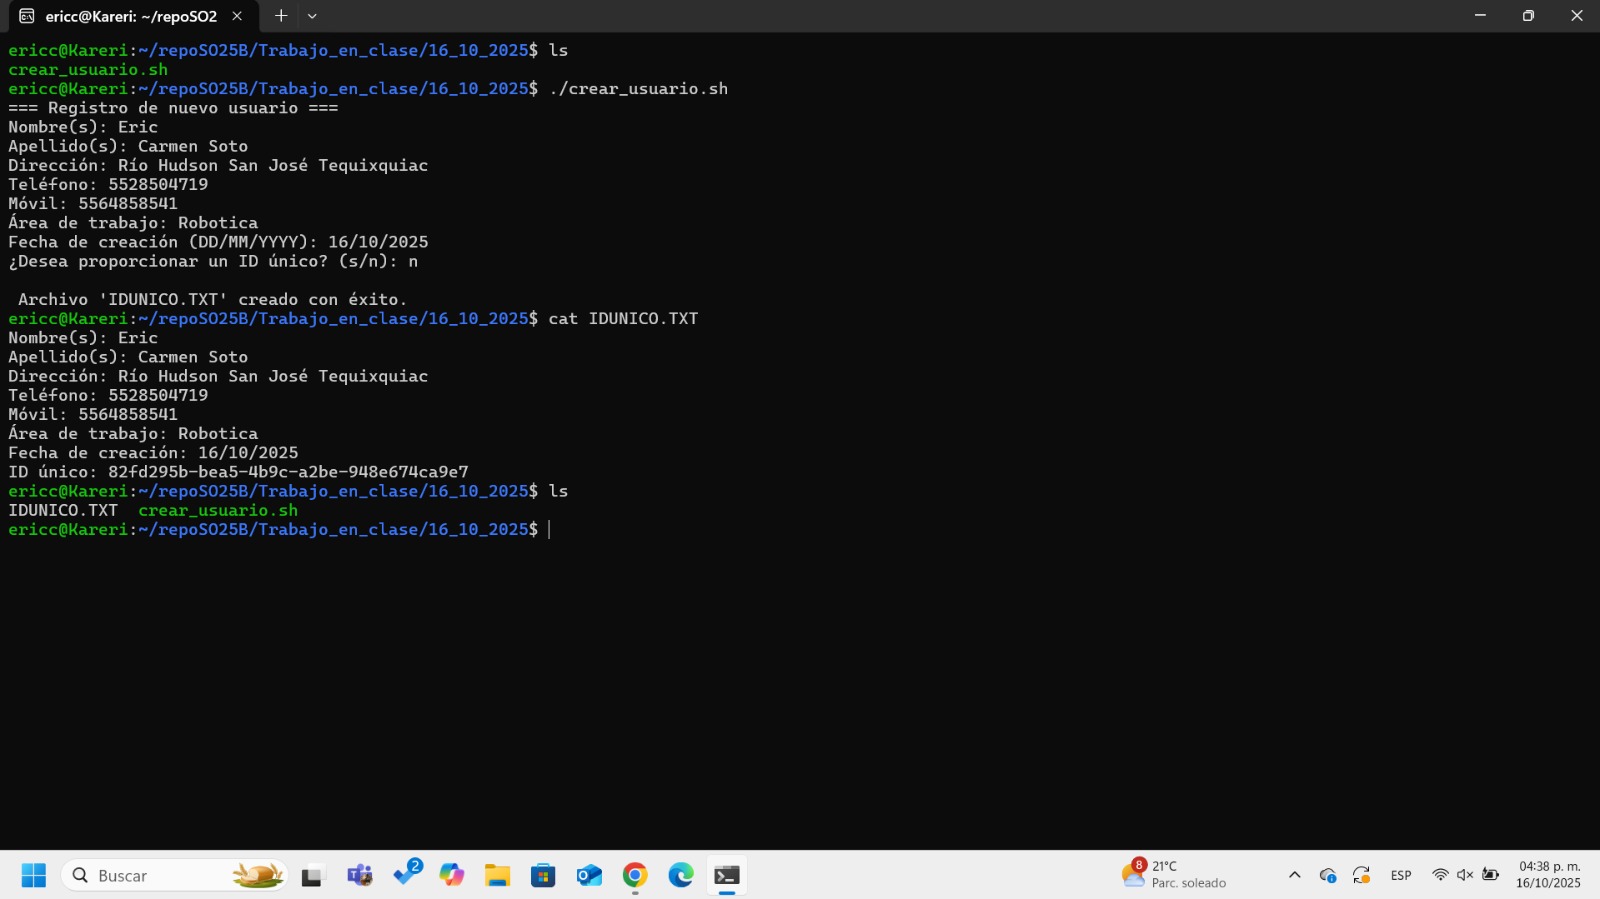 ericc@Kareri: ~/repoSO2
ericc@Kareri:~/repoSO25B/Trabajo_en_clase/16_10_2025$ ls
crear_usuario.sh
ericc@Kareri:~/repoSO25B/Trabajo_en_clase/16_10_2025$ ./crear_usuario.sh
=== Registro de nuevo usuario ===
Nombre(s): Eric
Apellido(s): Carmen Soto
Dirección: Río Hudson San José Tequixquiac
Teléfono: 5528504719
Móvil: 5564858541
Área de trabajo: Robotica
Fecha de creación (DD/MM/YYYY): 16/10/2025
¿Desea proporcionar un ID único? (s/n): n
Archivo 'IDUNICO.TXT' creado con éxito.
ericc@Kareri:~/repoSO25B/Trabajo_en_clase/16_10_2025$ cat IDUNICO.TXT
Nombre(s): Eric
Apellido(s): Carmen Soto
Dirección: Río Hudson San José Tequixquiac
Teléfono: 5528504719
Móvil: 5564858541
Área de trabajo: Robotica
Fecha de creación: 16/10/2025
ID único: 82fd295b-bea5-4b9c-a2be-948e674ca9e7
ericc@Kareri:~/repoSO25B/Trabajo_en_clase/16_10_2025$ ls
IDUNICO.TXT  crear_usuario.sh
ericc@Kareri:~/repoSO25B/Trabajo_en_clase/16_10_2025$
Buscar
2
8
21°C
Parc. soleado
ESP
04:38 p. m.
16/10/2025